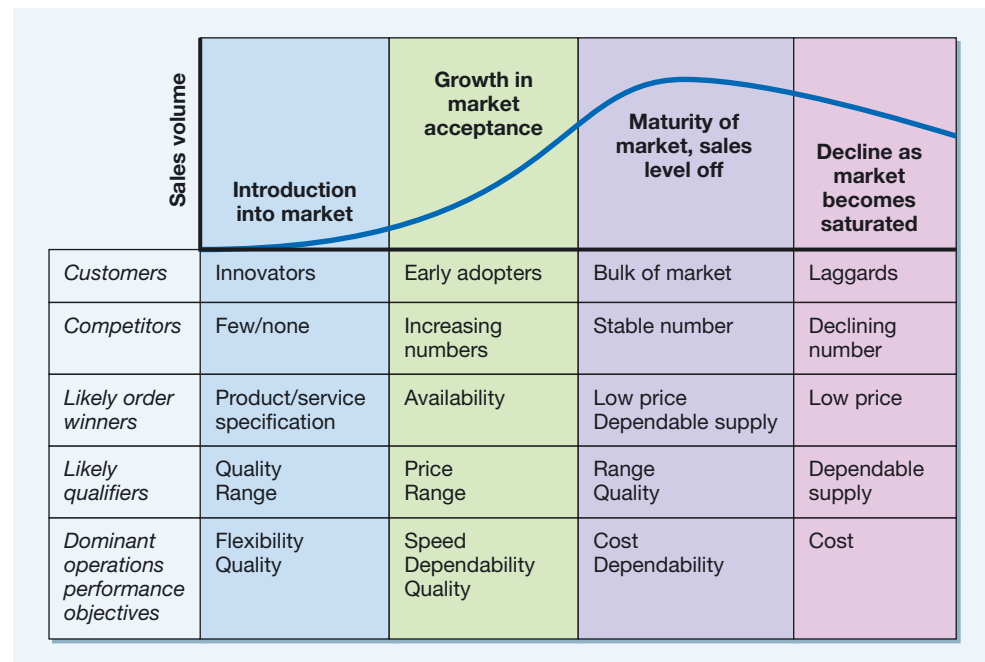 Sales volume
Introduction
into market
Growth in
market
acceptance
Maturity of
market, sales
level off
Decline as
market
becomes
saturated
Customers
Innovators
Early adopters
Bulk of market
Laggards
Competitors
Few/none
Increasing
numbers
Stable number
Declining
number
Likely order
winners
Product/service
specification
Availability
Low price
Dependable supply
Low price
Likely
qualifiers
Quality
Range
Price
Range
Range
Quality
Dependable
supply
Dominant
operations
performance
objectives
Flexibility
Quality
Speed
Dependability
Quality
Cost
Dependability
Cost